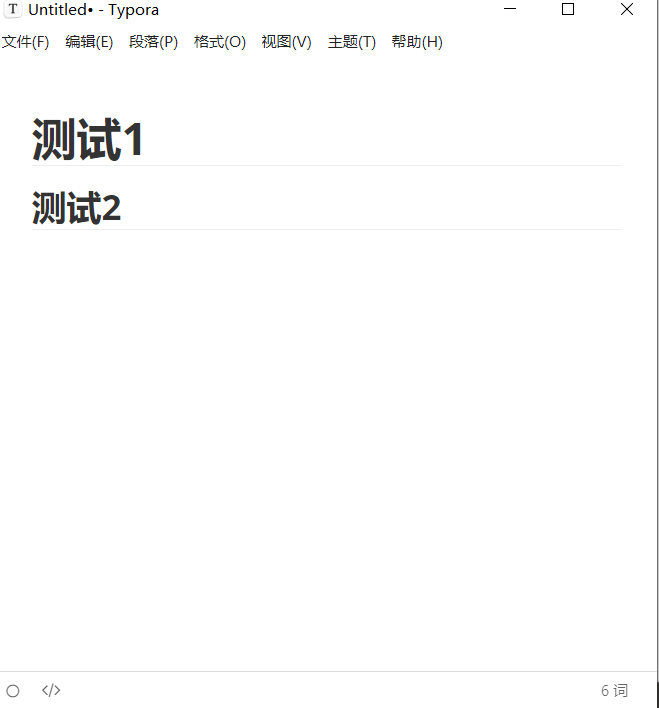 T Untitled• - Typora
文件(F) 编辑(E) 段落(P) 格式(O) 视图(V) 主题(T) 帮助(H)
测试1
测试2
</> 6 词